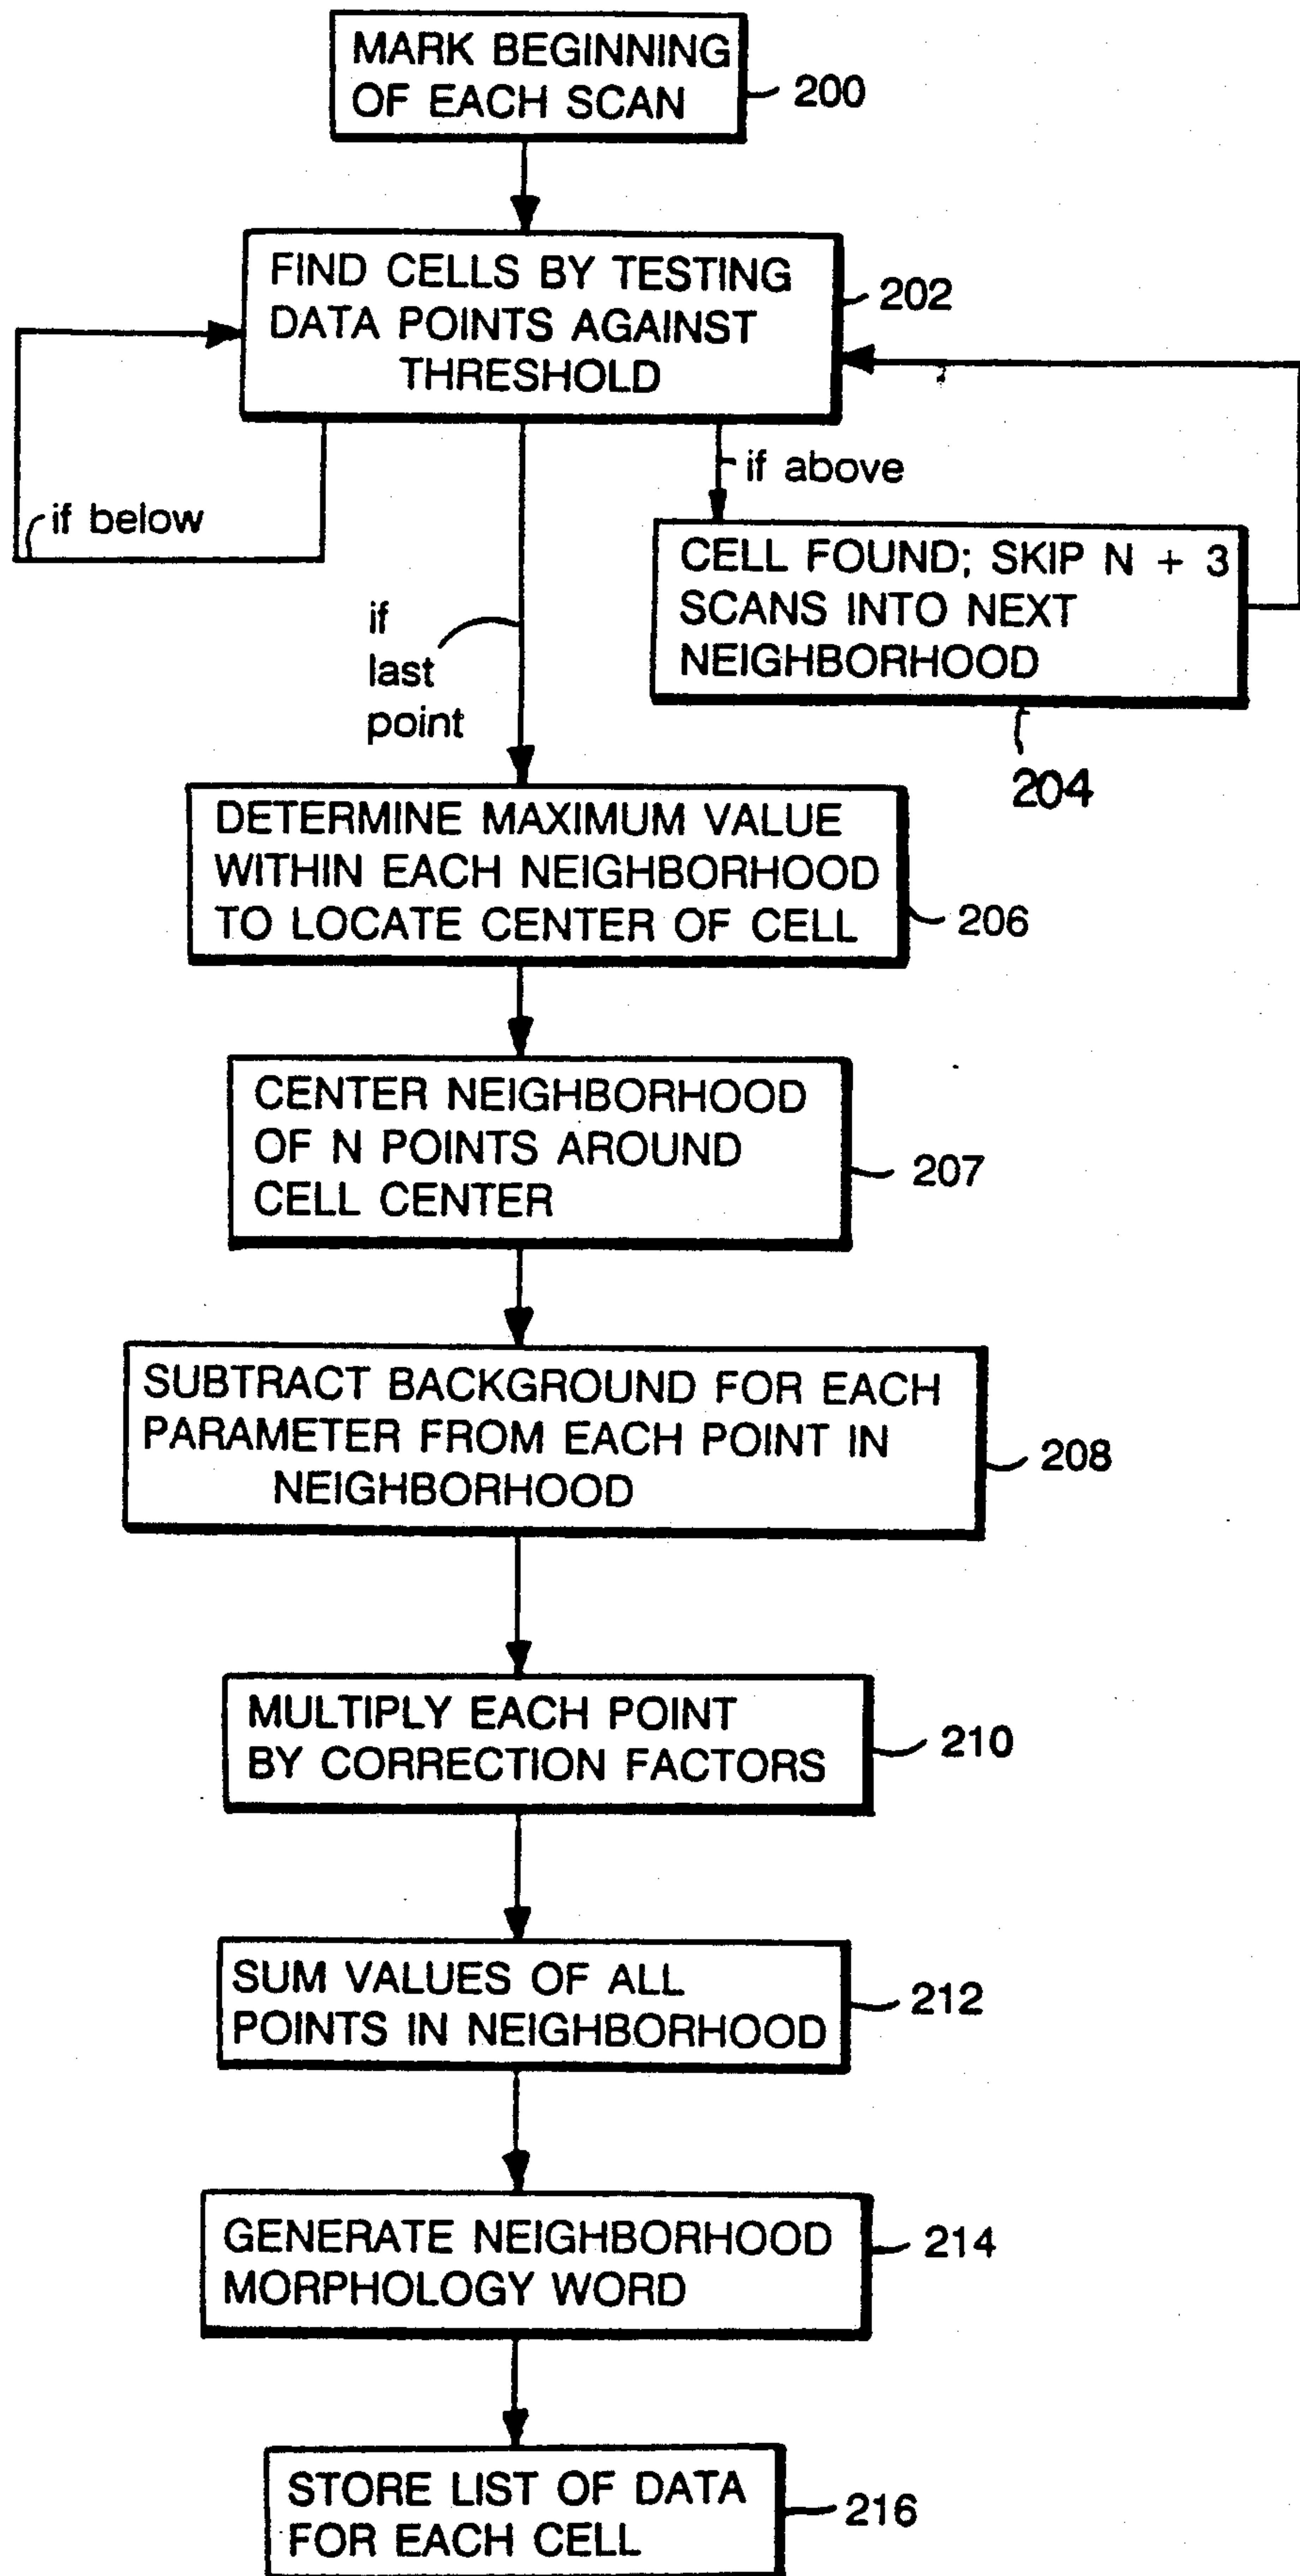 MARK BEGINNING
OF EACH SCAN
200
FIND CELLS BY TESTING
DATA POINTS AGAINST
THRESHOLD
202
if below
if above
if
last
point
CELL FOUND; SKIP N + 3
SCANS INTO NEXT
NEIGHBORHOOD
204
DETERMINE MAXIMUM VALUE
WITHIN EACH NEIGHBORHOOD
TO LOCATE CENTER OF CELL
206
CENTER NEIGHBORHOOD
OF N POINTS AROUND
CELL CENTER
207
SUBTRACT BACKGROUND FOR EACH
PARAMETER FROM EACH POINT IN
NEIGHBORHOOD
208
MULTIPLY EACH POINT
BY CORRECTION FACTORS
210
SUM VALUES OF ALL
POINTS IN NEIGHBORHOOD
212
GENERATE NEIGHBORHOOD
MORPHOLOGY WORD
214
STORE LIST OF DATA
FOR EACH CELL
216